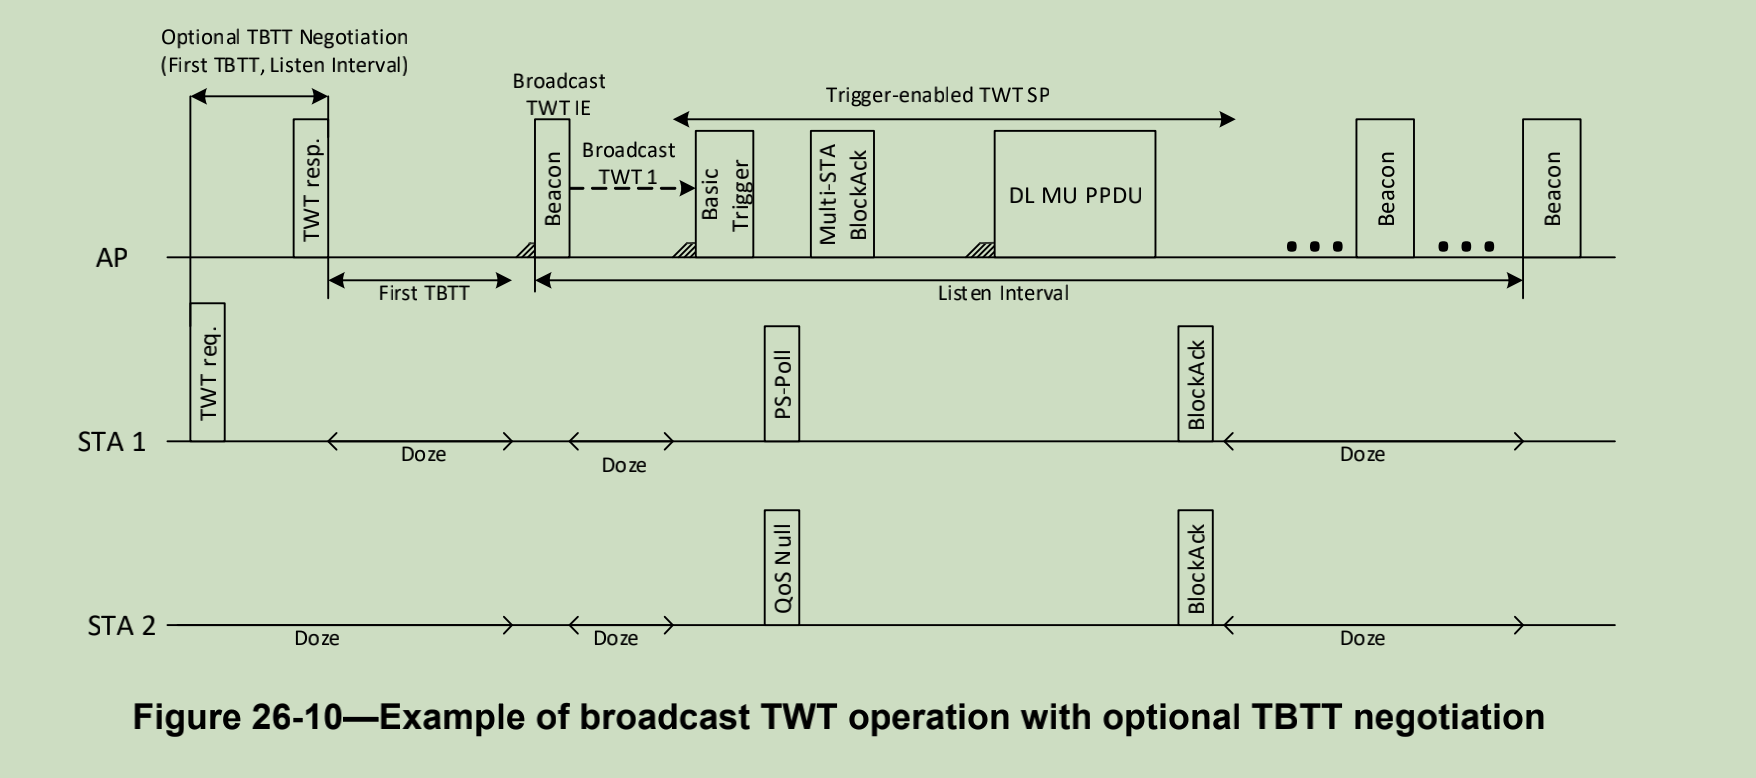 Optional TBTT Negotiation
(First TBTT, Listen Interval)
Broadcast
TWT IE
Trigger-enabled TWT SP
TWT resp.
Beacon
Broadcast
TWT 1
Basic
Trigger
Multi-STA
BlockAck
DL MU PPDU
Beacon
Beacon
AP
First TBTT
Listen Interval
TWT req.
PS-Poll
BlockAck
STA 1
Doze
Doze
Doze
QoS Null
BlockAck
STA 2
Doze
Doze
Doze
Figure 26-10—Example of broadcast TWT operation with optional TBTT negotiation